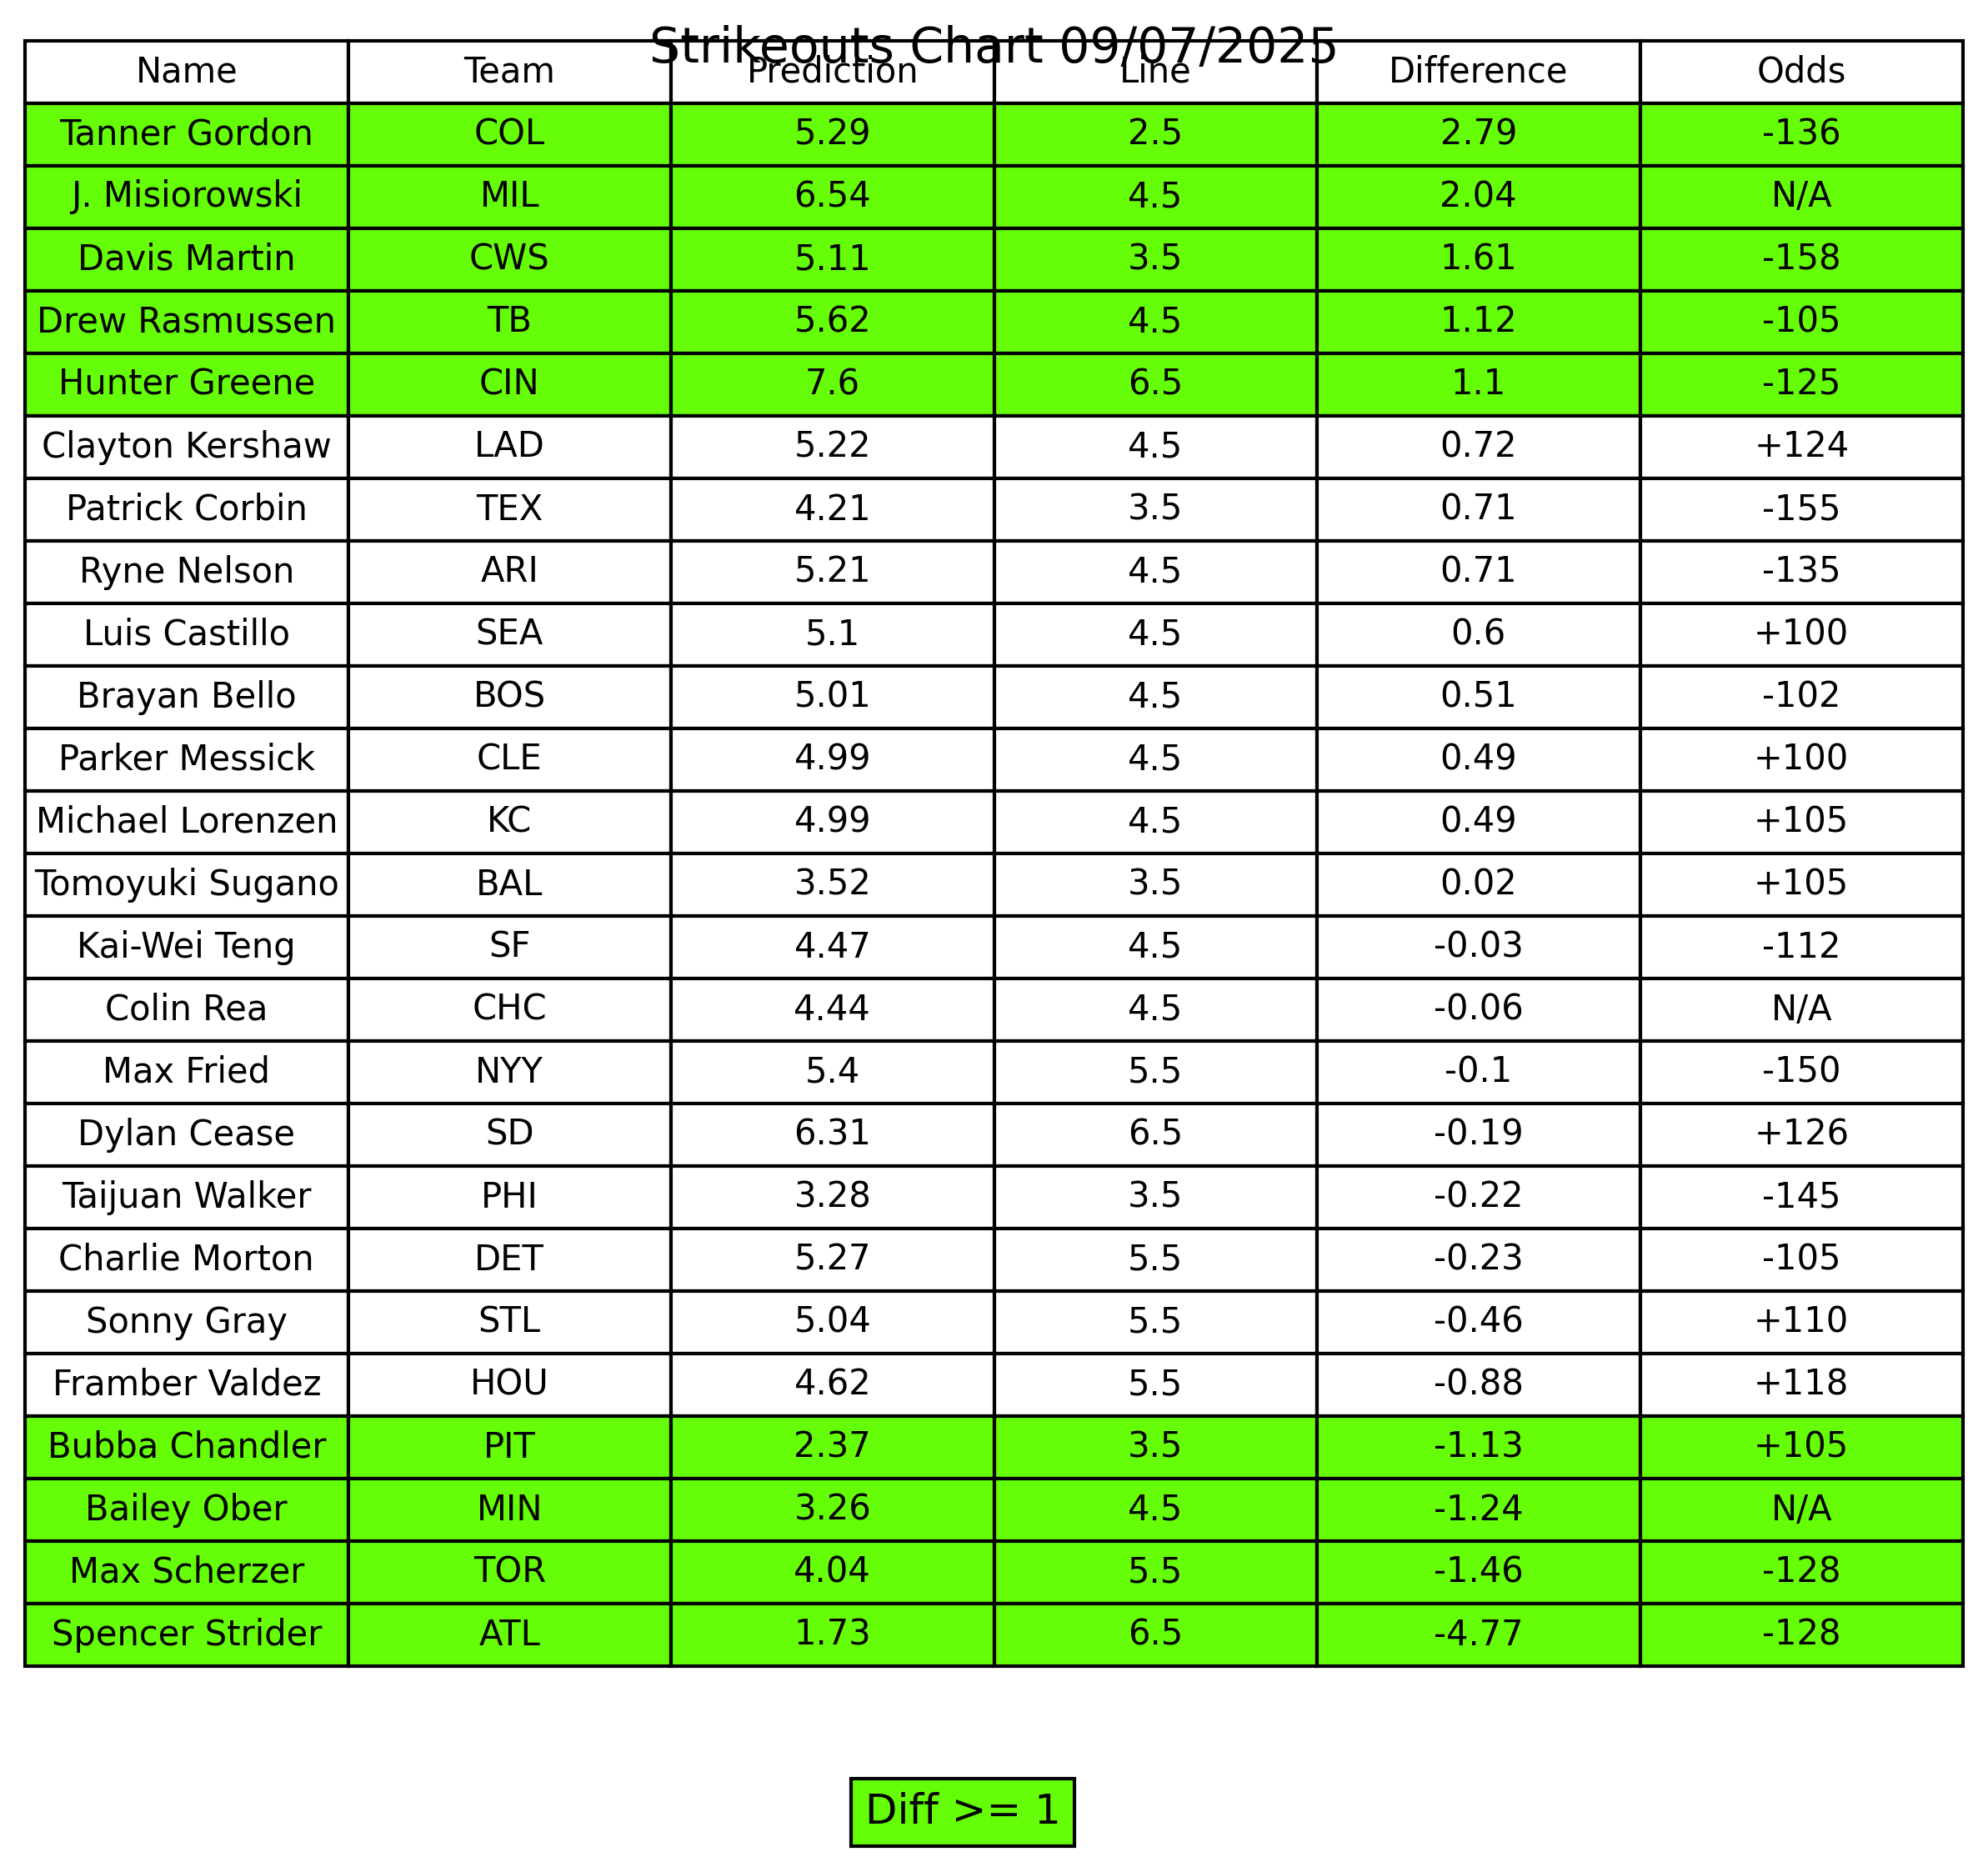 Strikeouts Chart 09/07/2025
Name Team Prediction Line Difference Odds
Tanner Gordon COL 5.29 2.5 2.79 -136
J. Misiorowski MIL 6.54 4.5 2.04 N/A
Davis Martin CWS 5.11 3.5 1.61 -158
Drew Rasmussen TB 5.62 4.5 1.12 -105
Hunter Greene CIN 7.6 6.5 1.1 -125
Clayton Kershaw LAD 5.22 4.5 0.72 +124
Patrick Corbin TEX 4.21 3.5 0.71 -155
Ryne Nelson ARI 5.21 4.5 0.71 -135
Luis Castillo SEA 5.1 4.5 0.6 +100
Brayan Bello BOS 5.01 4.5 0.51 -102
Parker Messick CLE 4.99 4.5 0.49 +100
Michael Lorenzen KC 4.99 4.5 0.49 +105
Tomoyuki Sugano BAL 3.52 3.5 0.02 +105
Kai-Wei Teng SF 4.47 4.5 -0.03 -112
Colin Rea CHC 4.44 4.5 -0.06 N/A
Max Fried NYY 5.4 5.5 -0.1 -150
Dylan Cease SD 6.31 6.5 -0.19 +126
Taijuan Walker PHI 3.28 3.5 -0.22 -145
Charlie Morton DET 5.27 5.5 -0.23 -105
Sonny Gray STL 5.04 5.5 -0.46 +110
Framber Valdez HOU 4.62 5.5 -0.88 +118
Bubba Chandler PIT 2.37 3.5 -1.13 +105
Bailey Ober MIN 3.26 4.5 -1.24 N/A
Max Scherzer TOR 4.04 5.5 -1.46 -128
Spencer Strider ATL 1.73 6.5 -4.77 -128
Diff >= 1